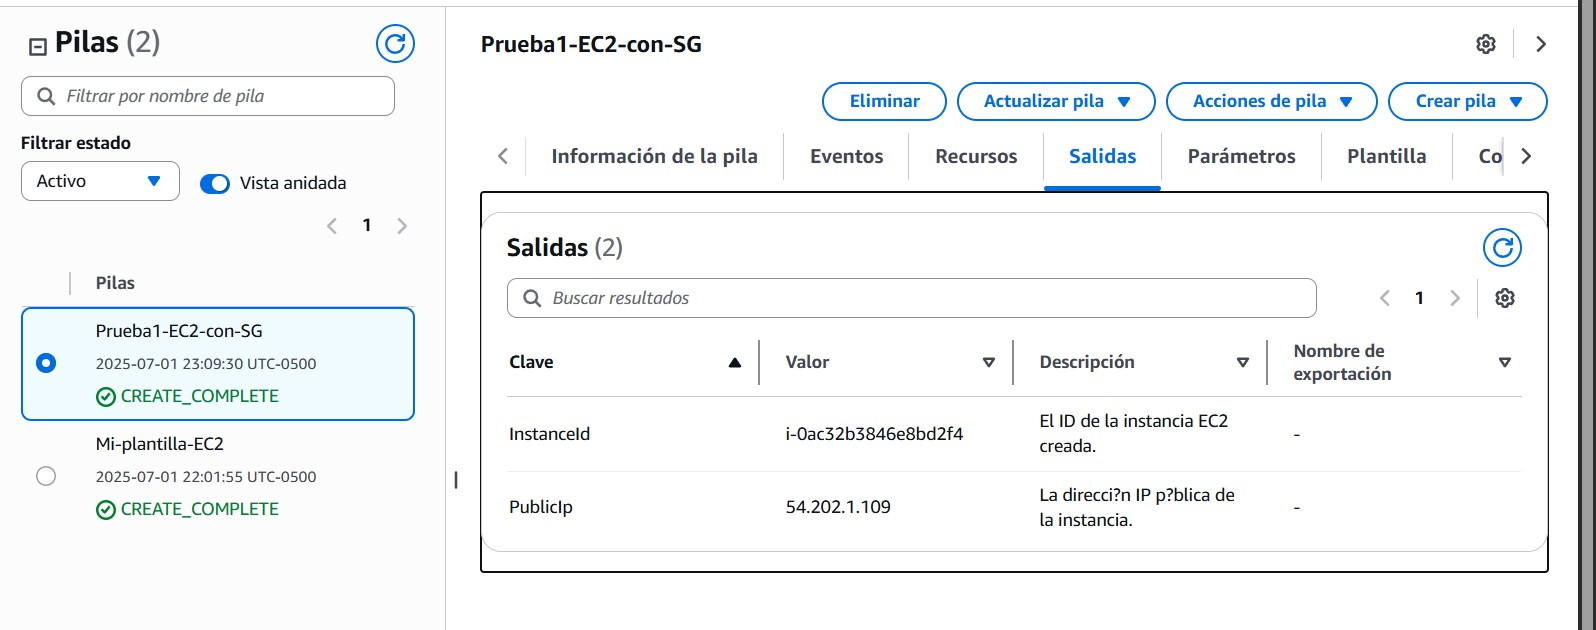 Pilas (2)
Filtrar por nombre de pila
Filtrar estado
Activo
Vista anidada
1
Pilas
Prueba1-EC2-con-SG
2025-07-01 23:09:30 UTC-0500
CREATE_COMPLETE
Mi-plantilla-EC2
2025-07-01 22:01:55 UTC-0500
CREATE_COMPLETE
Prueba1-EC2-con-SG
Eliminar
Actualizar pila
Acciones de pila
Crear pila
Información de la pila
Eventos
Recursos
Salidas
Parámetros
Plantilla
Co
Salidas (2)
Buscar resultados
1
Clave
Valor
Descripción
Nombre de
exportación
InstanceId
i-0ac32b3846e8bd2f4
El ID de la instancia EC2
creada.
-
PublicIp
54.202.1.109
La direcci?n IP p?blica de
la instancia.
-